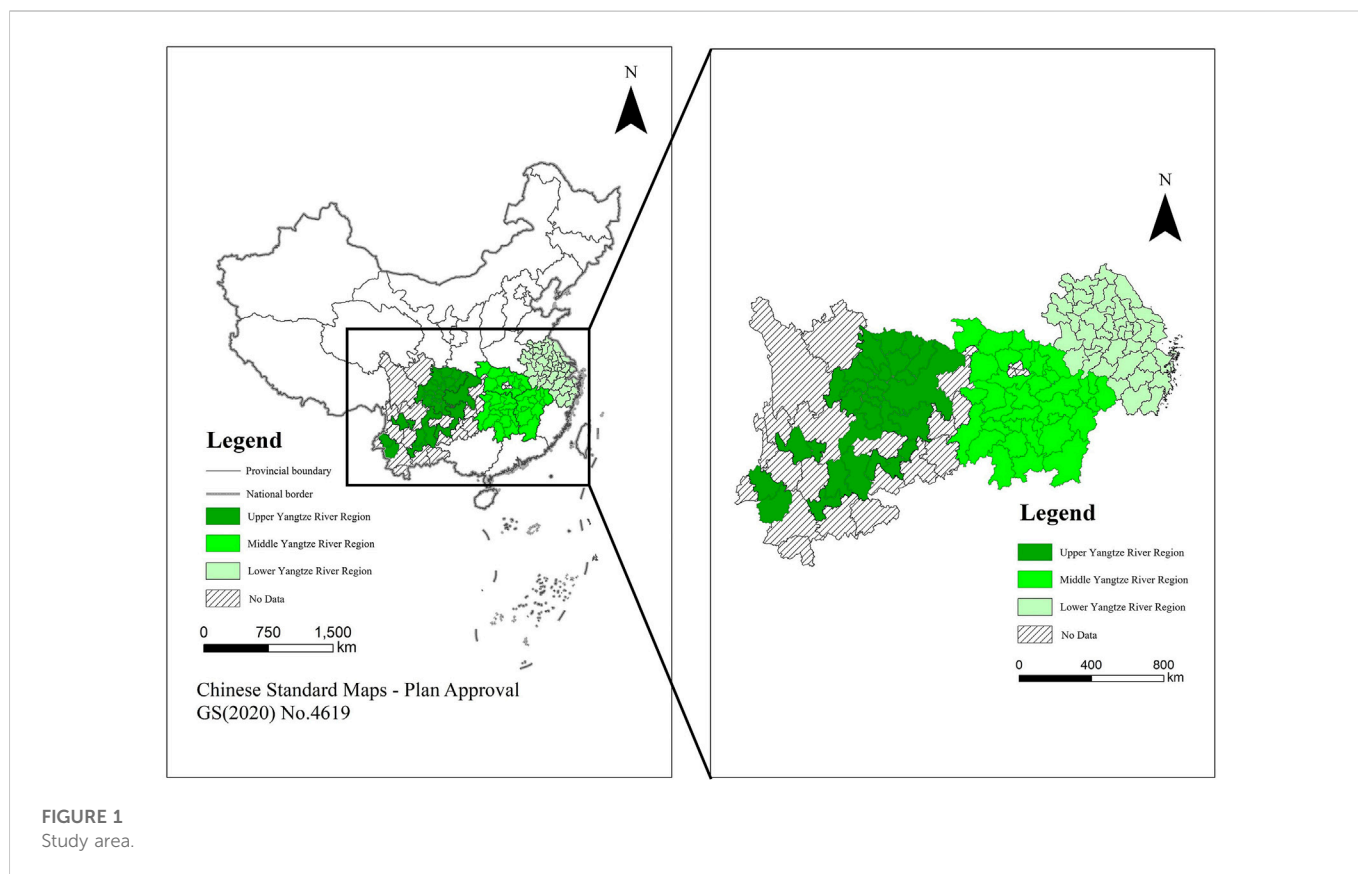 N
Legend
Provincial boundary
National border
Upper Yangtze River Region
Middle Yangtze River Region
Lower Yangtze River Region
No Data
0 750 1,500
km
Chinese Standard Maps - Plan Approval
GS(2020) No.4619
N
Legend
Upper Yangtze River Region
Middle Yangtze River Region
Lower Yangtze River Region
No Data
0 400 800
km
FIGURE 1
Study area.